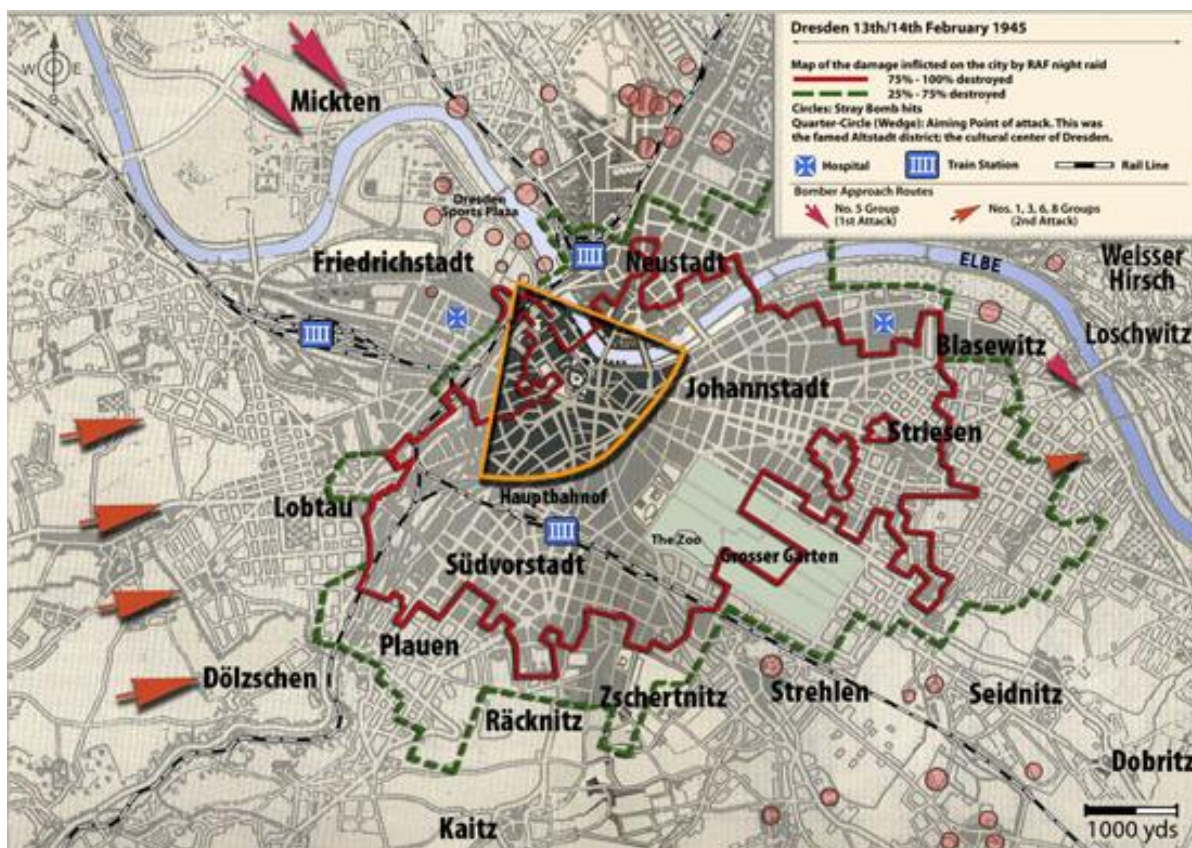 Dresden 13th/14th February 1945
Map of the damage inflicted on the city by RAF night raid
75% - 100% destroyed
25% - 75% destroyed
Circles: Stray Bomb hits
Quarter-Circle (Wedge): Aiming Point of attack. This was
the famed Altstadt district; the cultural center of Dresden.
Hospital
Train Station
Rail Line
Bomber Approach Routes
No. 5 Group
(1st Attack)
Nos. 1, 3, 6, 8 Groups
(2nd Attack)
W
E
Mickten
Dresden
Sports Plaza
Friedrichstadt
Neustadt
ELBE
Weisser
Hirsch
Loschwitz
Blasewitz
Johannstadt
Striesen
Lobtau
Hauptbahnof
The Zoo
Grosser Garten
Südvorstadt
Plauen
Dölzschen
Räcknitz
Zschertnitz
Strehlen
Seidnitz
Dobritz
Kaitz
1000 yds